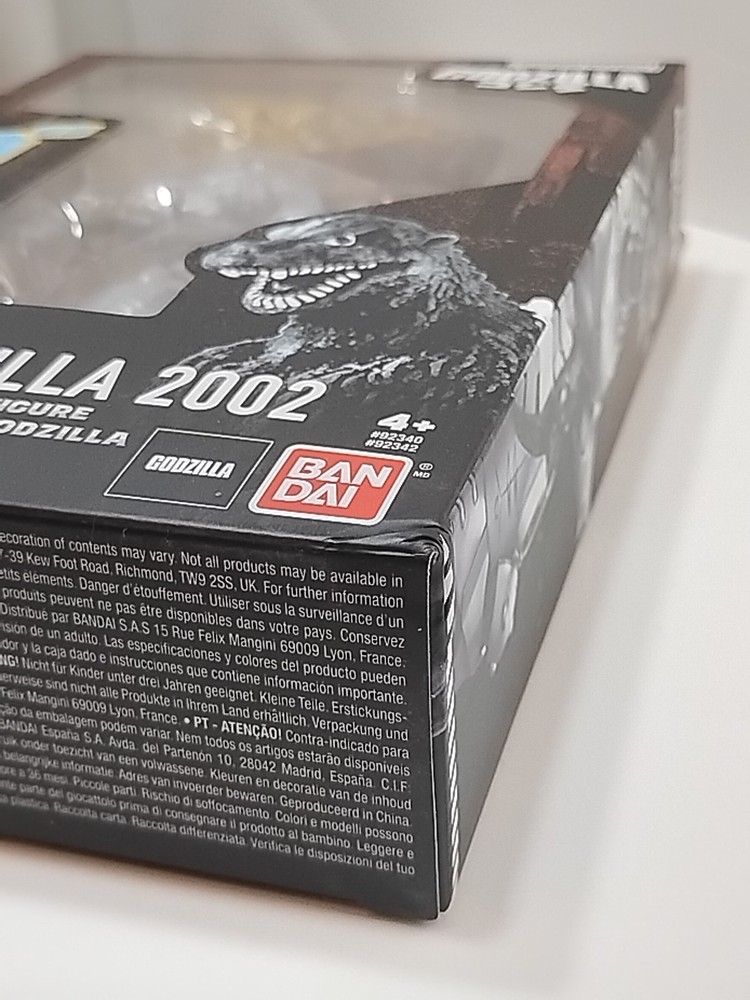 ILLA 2002
FIGURE
ODZILLA
4+
#92340
#92342
GODZILLA
BAN
DAI
®
MD
ecoration of contents may vary. Not all products may be available in
7-39 Kew Foot Road, Richmond, TW9 2SS, UK. For further information
etits eléments. Danger d'étouffement. Utiliser sous la surveillance d'un
produits peuvent ne pas être disponibles dans votre pays. Conservez
Distribué par BANDAI S.A.S 15 Rue Felix Mangini 69009 Lyon, France.
sión de un adulto. Las especificaciones y colores del producto pueden
dor y la caja dado e instrucciones que contiene información importante.
NG! Nicht für Kinder unter drei Jahren geeignet. Kleine Teile. Erstickungs-
erweise sind nicht alle Produkte in Ihrem Land erhältlich. Verpackung und
Felix Mangini 69009 Lyon, France. • PT - ATENÇÃO! Contra-indicado para
ção da embalagem podem variar. Nem todos os artigos estarão disponíveis
BANDAI España S.A. Avda. del Partenón 10, 28042 Madrid, España. C.I.F.
uik onder toezicht van een volwassene. Kleuren en decoratie van de inhoud
belangrijke informatie. Adres van invoerder bewaren. Geproduceerd in China.
ore a 36 mesi. Piccole parti. Rischio di soffocamento. Colori e modelli possono
nte parte del giocattolo prima di consegnare il prodotto al bambino. Leggere e
plastica. Raccolta carta. Raccolta differenziata. Verifica le disposizioni del tuo